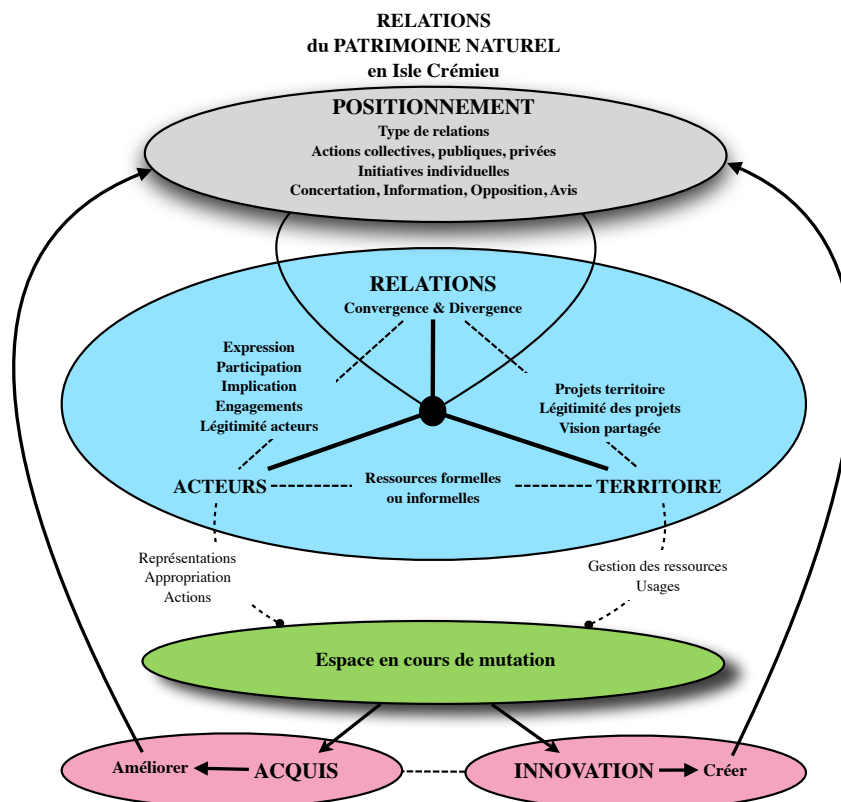 RELATIONS
du PATRIMOINE NATUREL
en Isle Crémieu
POSITIONNEMENT
Type de relations
Actions collectives, publiques, privées
Initiatives individuelles
Concertation, Information, Opposition, Avis
RELATIONS
Convergence & Divergence
Expression
Participation
Implication
Engagements
Légitimité acteurs
Projets territoire
Légitimité des projets
Vision partagée
ACTEURS
Ressources formelles
ou informelles
TERRITOIRE
Représentations
Appropriation
Actions
Gestion des ressources
Usages
Espace en cours de mutation
Améliorer
ACQUIS
INNOVATION
Créer